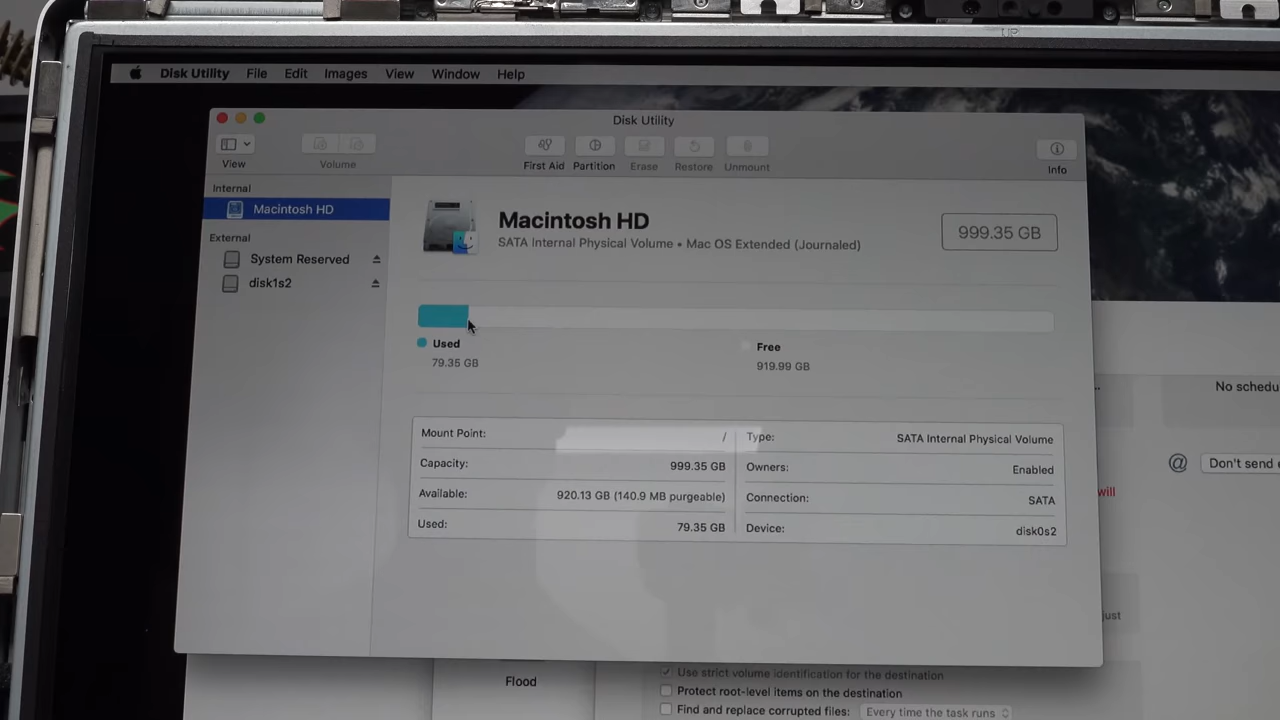 UP
Disk Utility File Edit Images View Window Help
Disk Utility
View Volume First Aid Partition Erase Restore Unmount Info
Internal
Macintosh HD
External
System Reserved
disk1s2
Macintosh HD
SATA Internal Physical Volume • Mac OS Extended (Journaled)
999.35 GB
Used
79.35 GB
Free
919.99 GB
Mount Point: /
Capacity: 999.35 GB
Available: 920.13 GB (140.9 MB purgeable)
Used: 79.35 GB
Type: SATA Internal Physical Volume
Owners: Enabled
Connection: SATA
Device: disk0s2
No schedu
@ Don't send e
will
just
Flood
Use strict volume identification for the destination
Protect root-level items on the destination
Find and replace corrupted files: Every time the task runs